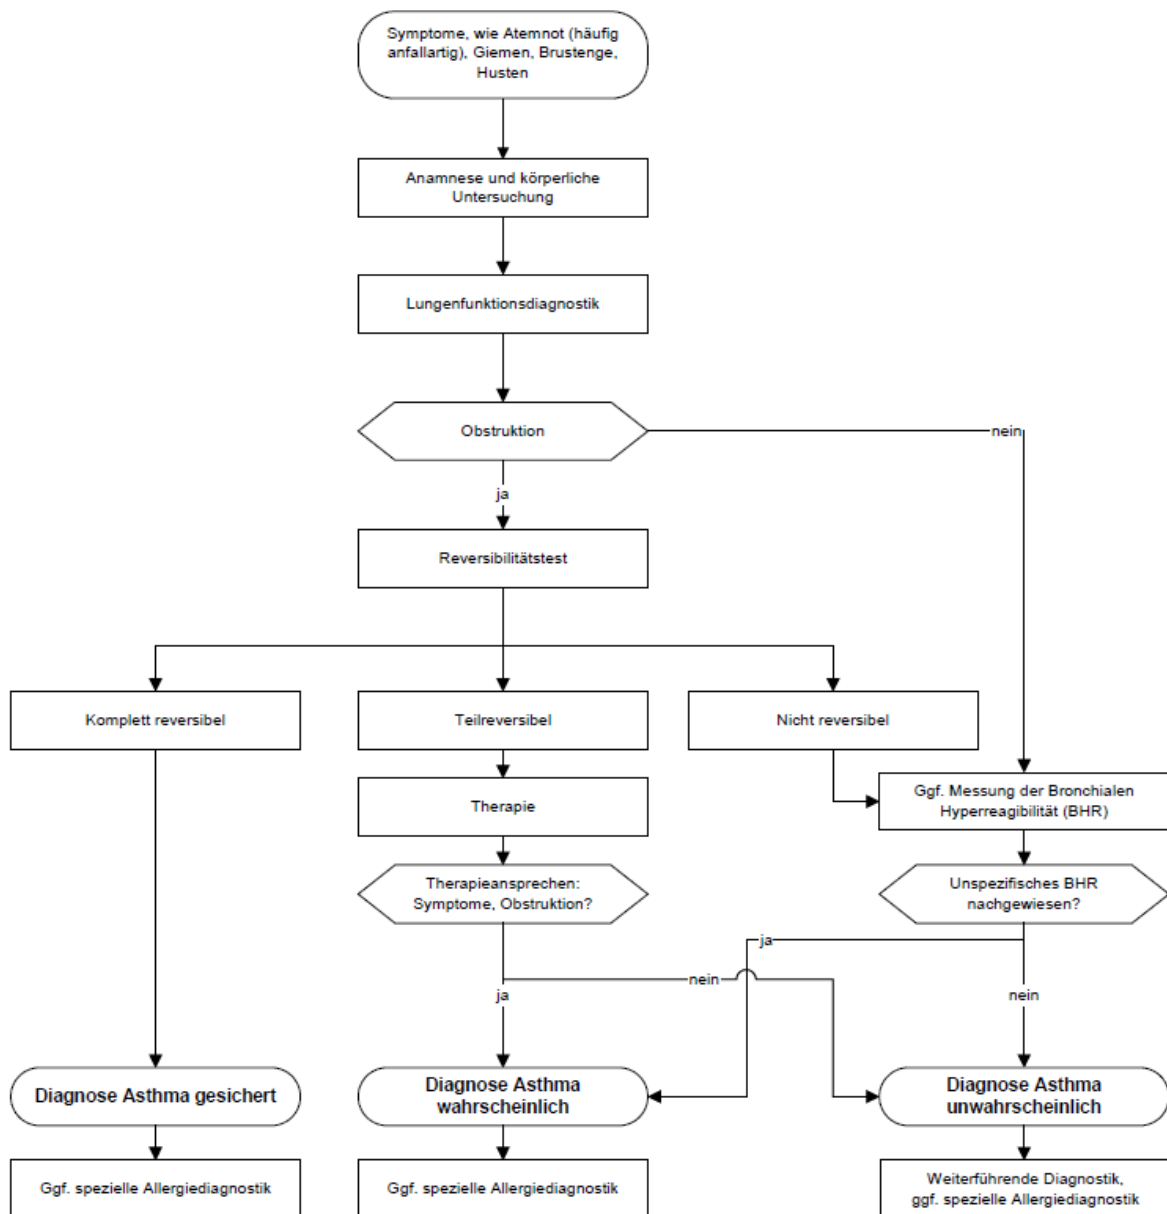 Symptome, wie Atemnot (häufig
anfallartig), Giemen, Brustenge,
Husten
Anamnese und körperliche
Untersuchung
Lungenfunktionsdiagnostik
Obstruktion
nein
ja
Reversibilitätstest
Komplett reversibel
Teilreversibel
Nicht reversibel
Therapie
Ggf. Messung der Bronchialen
Hyperreagibilität (BHR)
Therapieansprechen:
Symptome, Obstruktion?
Unspezifisches BHR
nachgewiesen?
ja
nein
ja
nein
Diagnose Asthma gesichert
Diagnose Asthma
wahrscheinlich
Diagnose Asthma
unwahrscheinlich
Ggf. spezielle Allergiediagnostik
Ggf. spezielle Allergiediagnostik
Weiterführende Diagnostik,
ggf. spezielle Allergiediagnostik